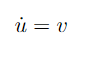 u̇ = v